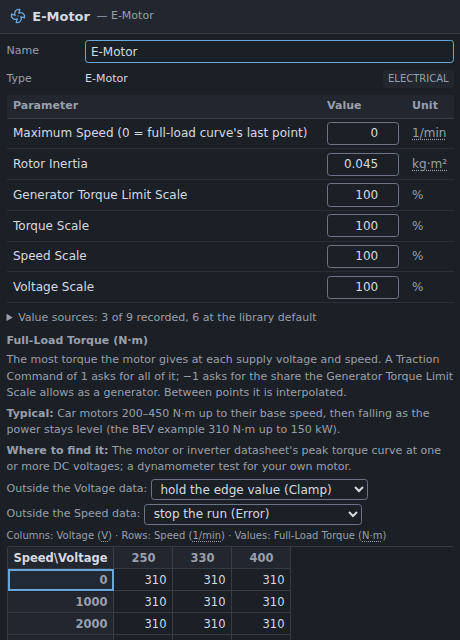 E-Motor — E-Motor
Name E-Motor
Type E-Motor ELECTRICAL
Parameter Value Unit
Maximum Speed (0 = full-load curve's last point) 0 1/min
Rotor Inertia 0.045 kg·m²
Generator Torque Limit Scale 100 %
Torque Scale 100 %
Speed Scale 100 %
Voltage Scale 100 %
Value sources: 3 of 9 recorded, 6 at the library default
Full-Load Torque (N·m)
The most torque the motor gives at each supply voltage and speed. A Traction
Command of 1 asks for all of it; −1 asks for the share the Generator Torque Limit
Scale allows as a generator. Between points it is interpolated.
Typical: Car motors 200–450 N·m up to their base speed, then falling as the
power stays level (the BEV example 310 N·m up to 150 kW).
Where to find it: The motor or inverter datasheet's peak torque curve at one
or more DC voltages; a dynamometer test for your own motor.
Outside the Voltage data: hold the edge value (Clamp)
Outside the Speed data: stop the run (Error)
Columns: Voltage (V) · Rows: Speed (1/min) · Values: Full-Load Torque (N·m)
Speed\Voltage 250 330 400
0 310 310 310
1000 310 310 310
2000 310 310 310